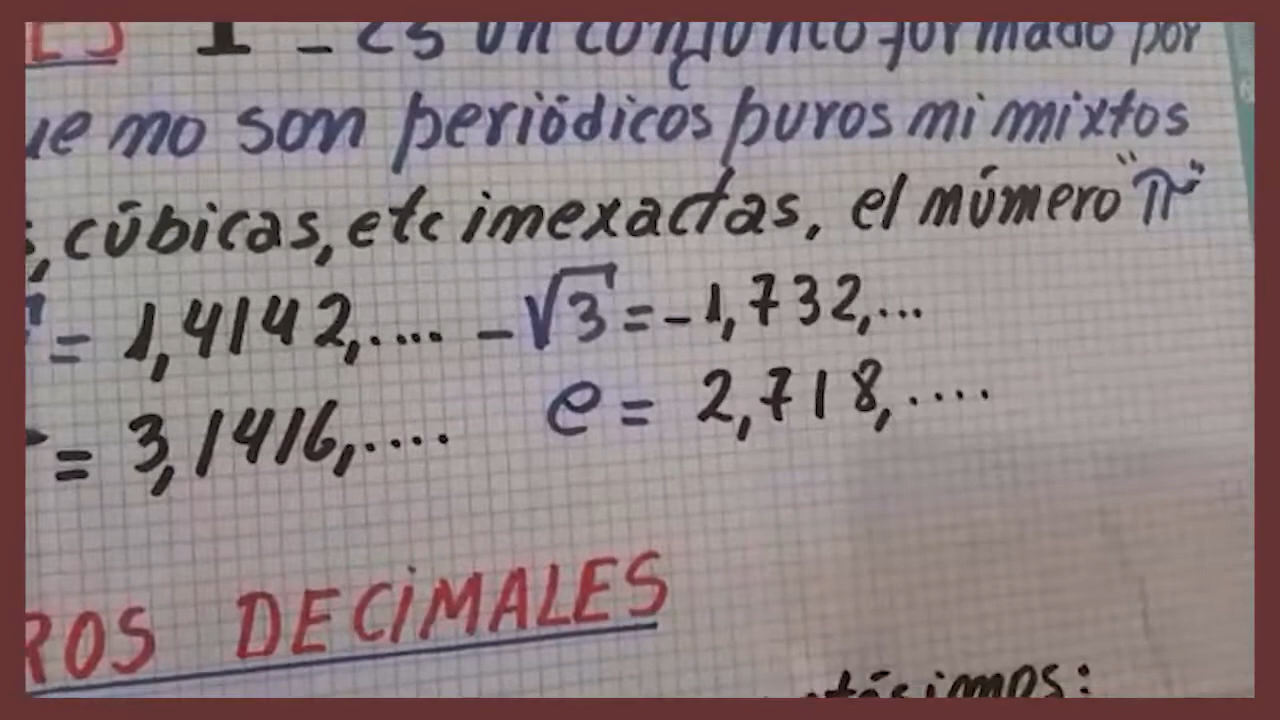 ES I - Es un conjunto formado por
ue no son periódicos puros ni mixtos
, cúbicas, etc inexactas, el número "π"
= 1,4142,.... -√3 = -1,732,...
= 3,1416,.... e = 2,718,....
ROS DECIMALES